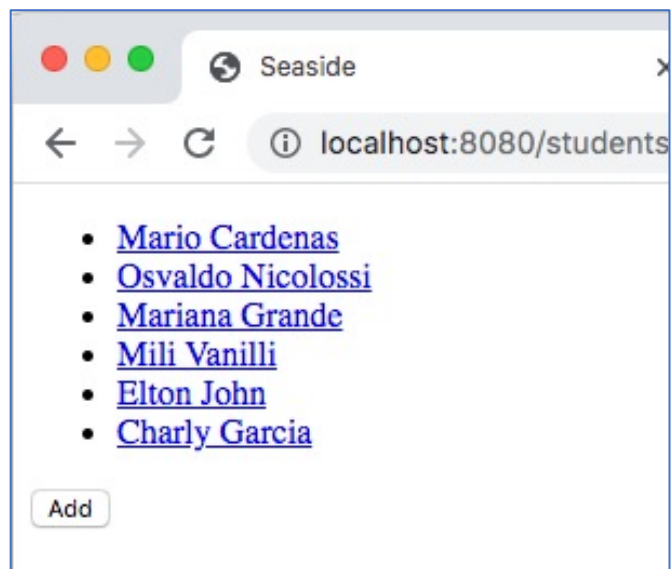 Seaside
localhost:8080/students
Mario Cardenas
Osvaldo Nicolossi
Mariana Grande
Mili Vanilli
Elton John
Charly Garcia
Add